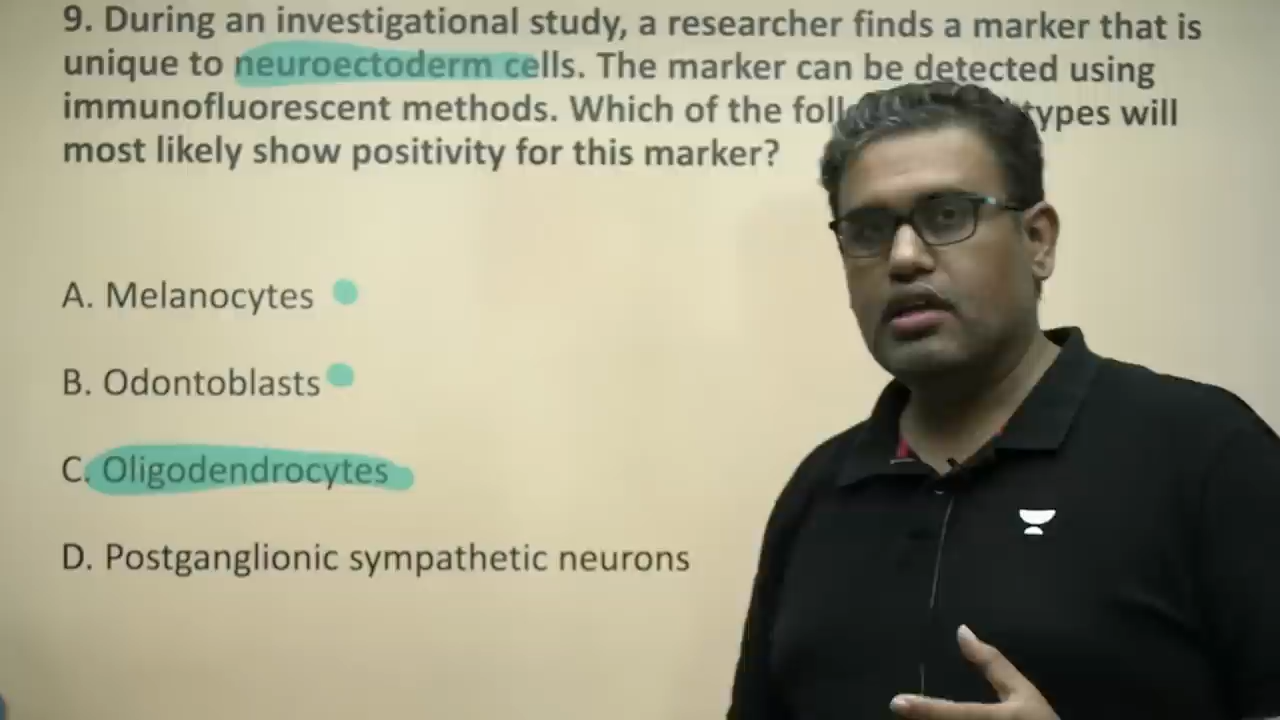 9. During an investigational study, a researcher finds a marker that is
unique to neuroectoderm cells. The marker can be detected using
immunofluorescent methods. Which of the types will
most likely show positivity for this marker?
A. Melanocytes
B. Odontoblasts
C. Oligodendrocytes
D. Postganglionic sympathetic neurons